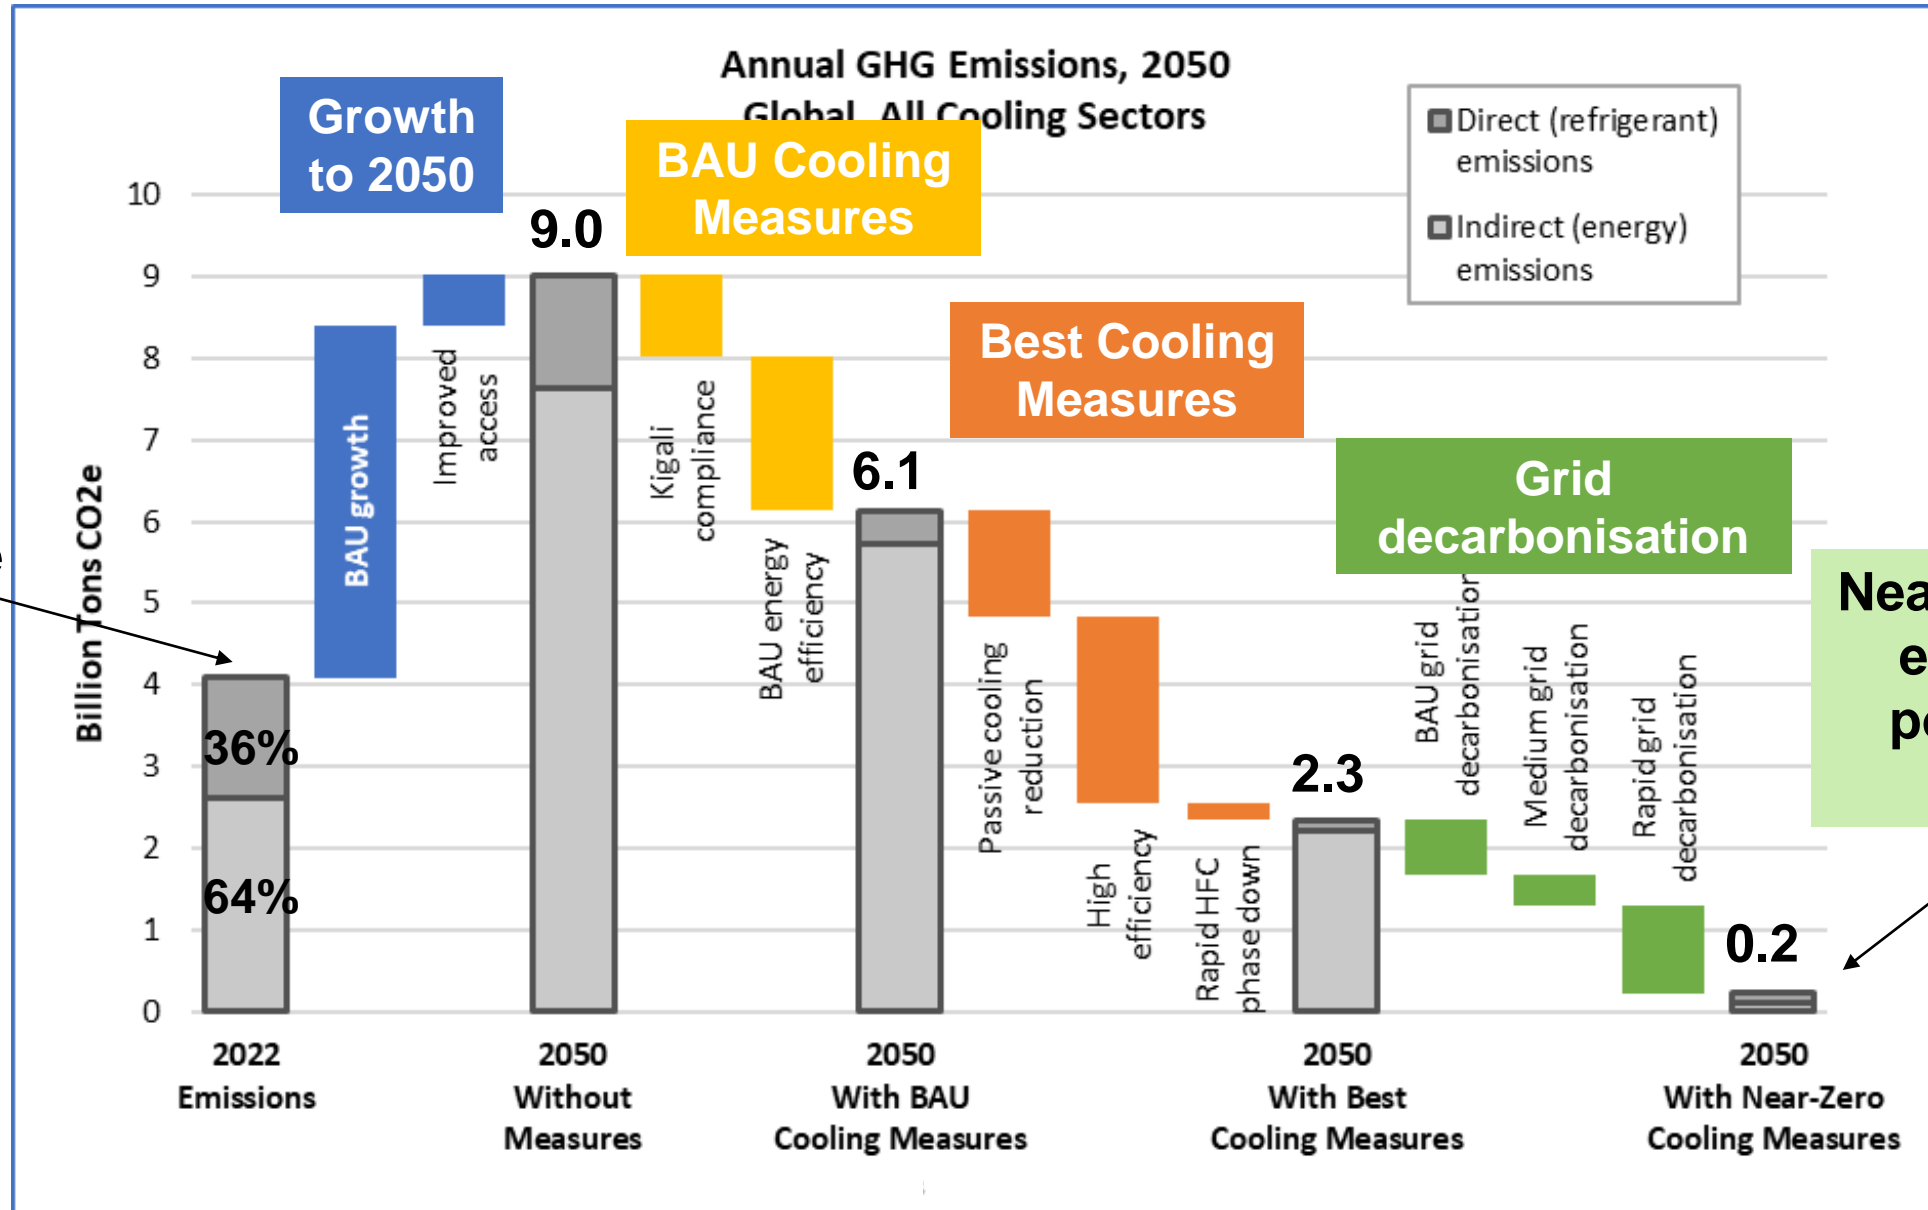 Annual GHG Emissions, 2050
Global, All Cooling Sectors
Growth
to 2050
BAU Cooling
Measures
Best Cooling
Measures
Grid
decarbonisation
Direct (refrigerant)
emissions
Indirect (energy)
emissions
Billion Tons CO2e
10
9
8
7
6
5
4
3
2
1
0
36%
64%
BAU growth
Improved
access
9.0
Kigali
compliance
BAU energy
efficiency
6.1
Passive cooling
reduction
High
efficiency
Rapid HFC
phase down
2.3
BAU grid
decarbonisation
Medium grid
decarbonisation
Rapid grid
decarbonisation
0.2
2022
Emissions
2050
Without
Measures
2050
With BAU
Cooling Measures
2050
With Best
Cooling Measures
2050
With Near-Zero
Cooling Measures